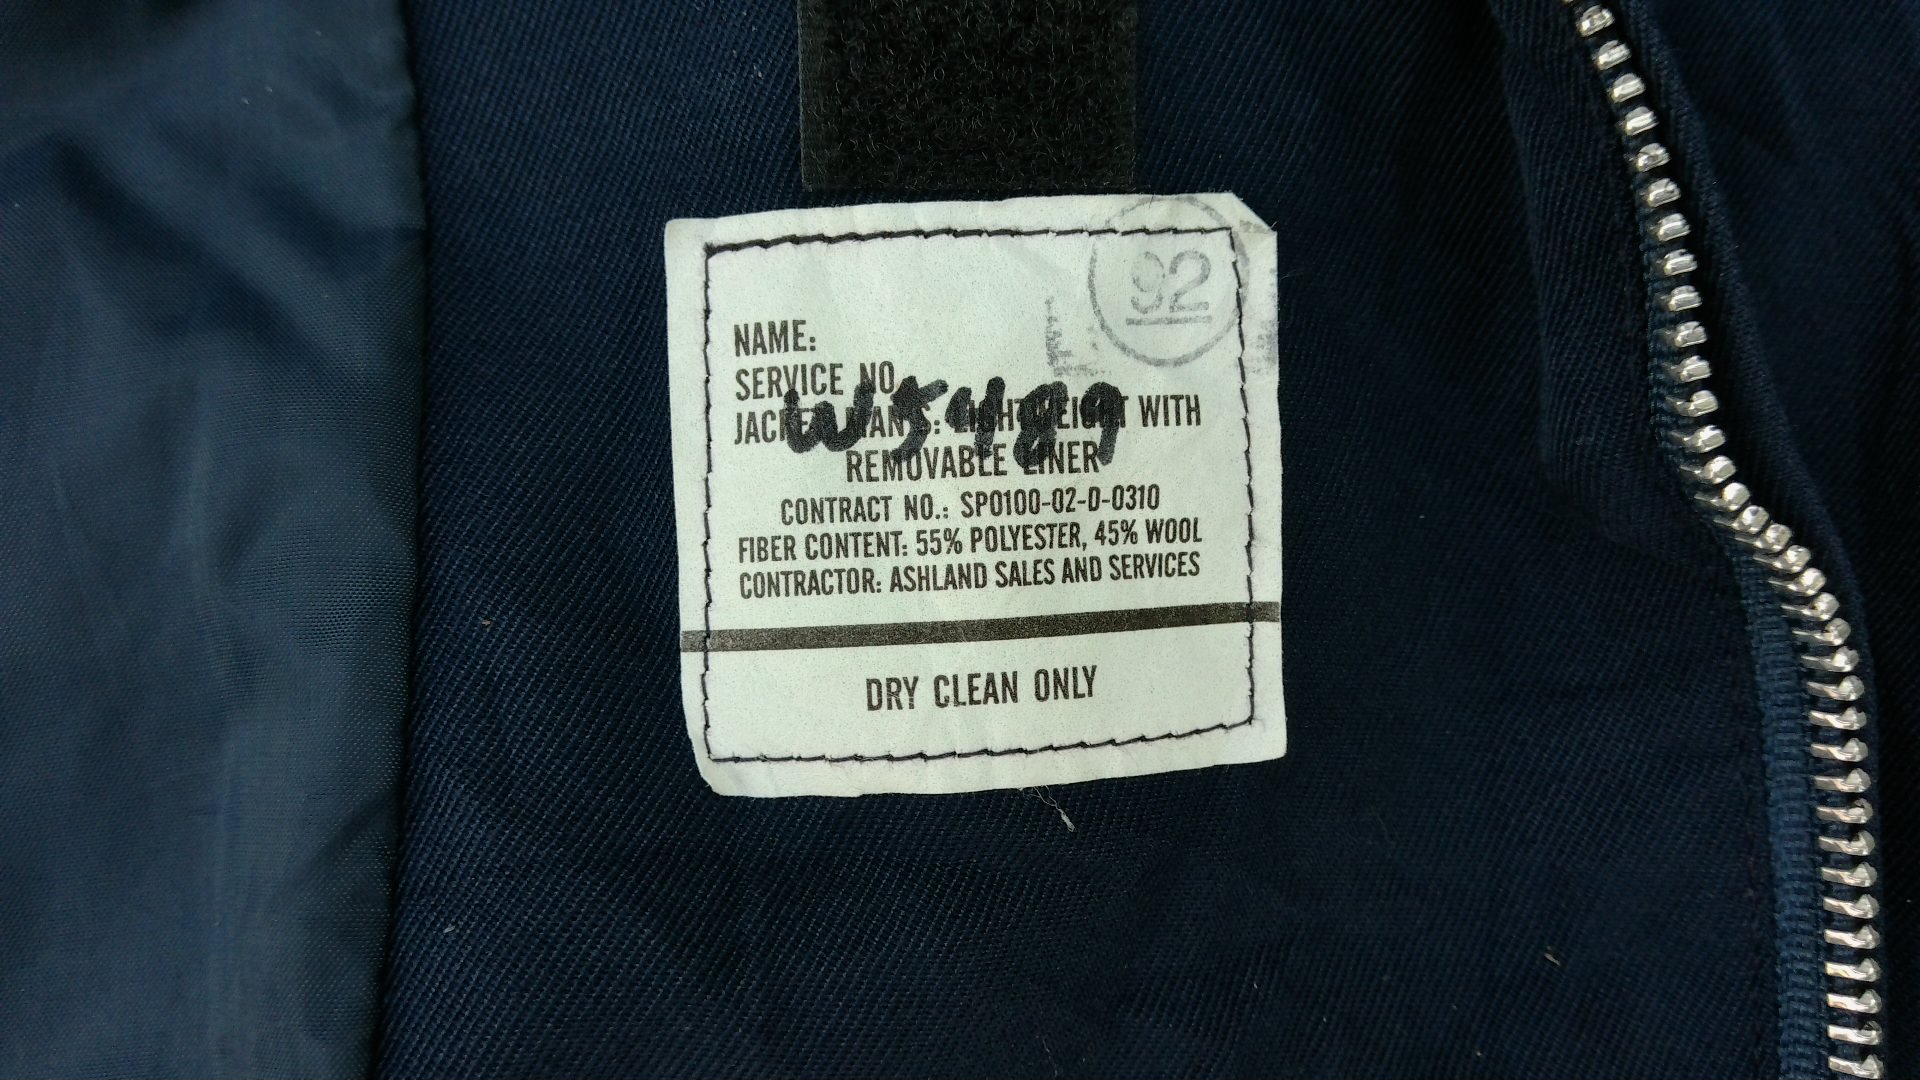 92
NAME:
SERVICE NO.
W5489
JACKET, MAN'S: LIGHTWEIGHT WITH
REMOVABLE LINER
CONTRACT NO.: SP0100-02-D-0310
FIBER CONTENT: 55% POLYESTER, 45% WOOL
CONTRACTOR: ASHLAND SALES AND SERVICES
DRY CLEAN ONLY